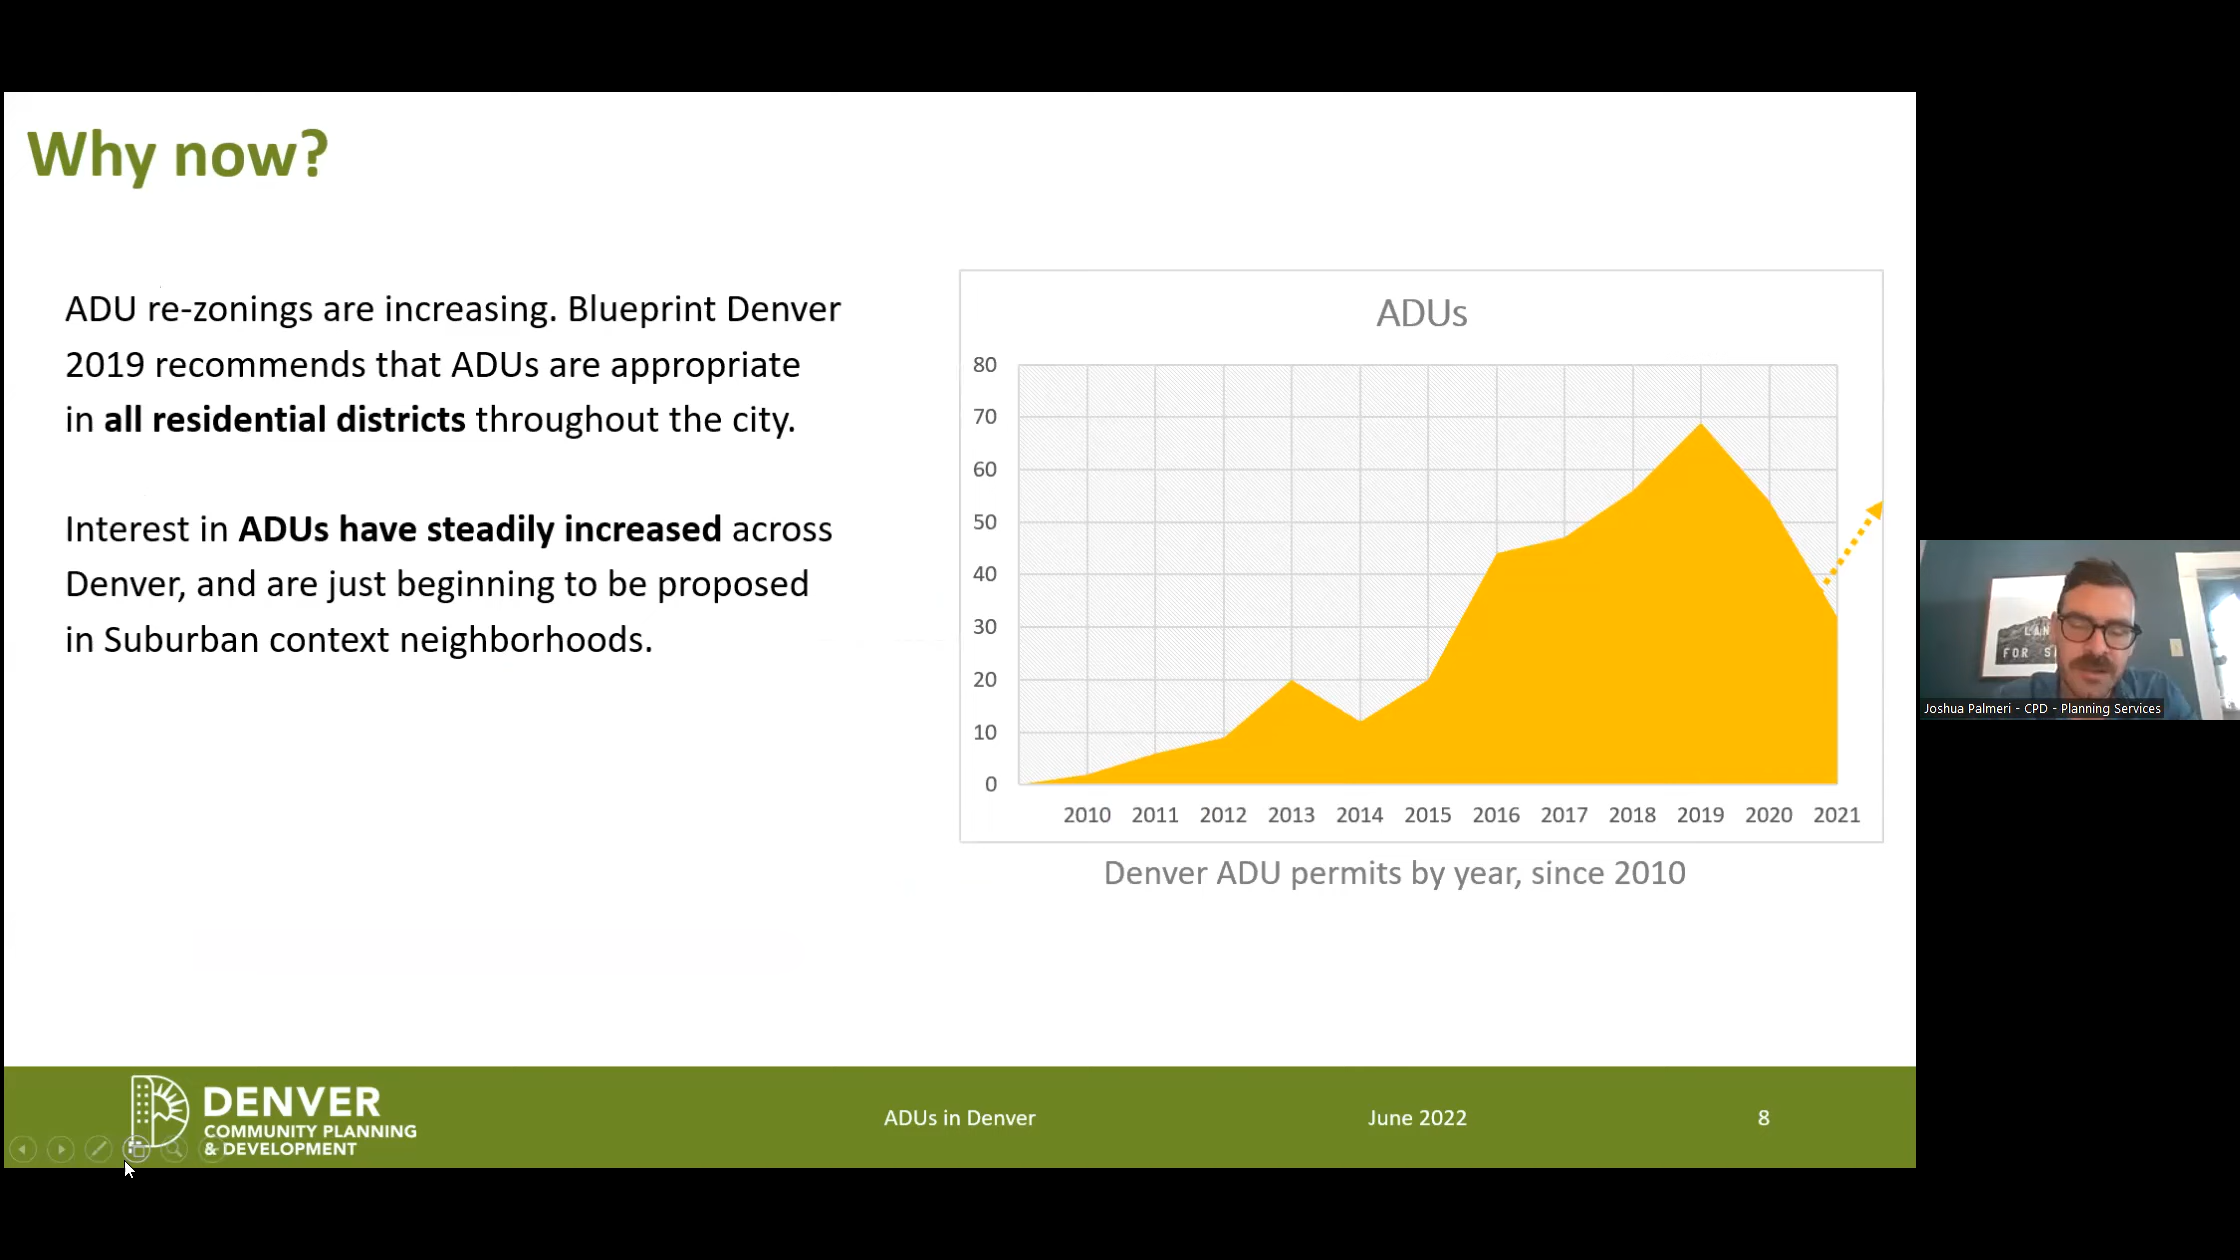 Why now?
ADU re-zonings are increasing. Blueprint Denver
2019 recommends that ADUs are appropriate
in all residential districts throughout the city.
Interest in ADUs have steadily increased across
Denver, and are just beginning to be proposed
in Suburban context neighborhoods.
ADUs
80
70
60
50
40
30
20
10
0
2010 2011 2012 2013 2014 2015 2016 2017 2018 2019 2020 2021
Denver ADU permits by year, since 2010
FOR
Joshua Palmeri - CPD - Planning Services
DENVER
COMMUNITY PLANNING
& DEVELOPMENT
ADUs in Denver
June 2022
8